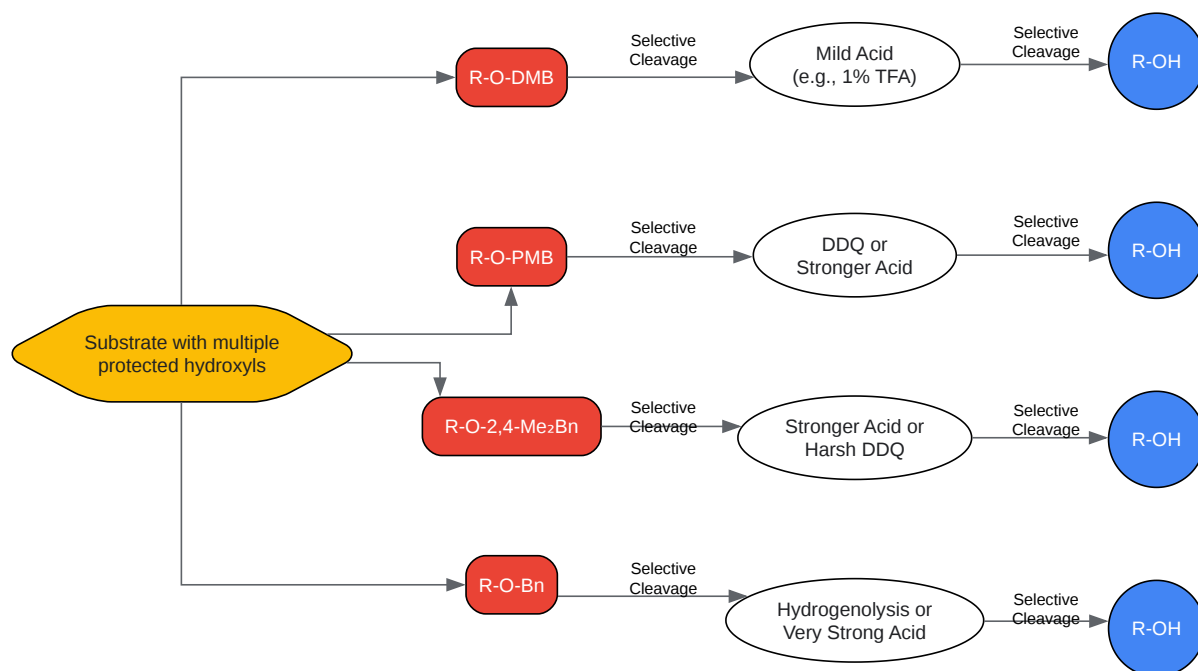 Selective
Cleavage
Selective
Cleavage
R-O-DMB
Mild Acid
(e.g., 1% TFA)
R-OH
Selective
Cleavage
Selective
Cleavage
R-O-PMB
DDQ or
Stronger Acid
R-OH
Substrate with multiple
protected hydroxyls
Selective
Cleavage
Selective
Cleavage
R-O-2,4-Me₂Bn
Stronger Acid or
Harsh DDQ
R-OH
Selective
Cleavage
Selective
Cleavage
R-O-Bn
Hydrogenolysis or
Very Strong Acid
R-OH